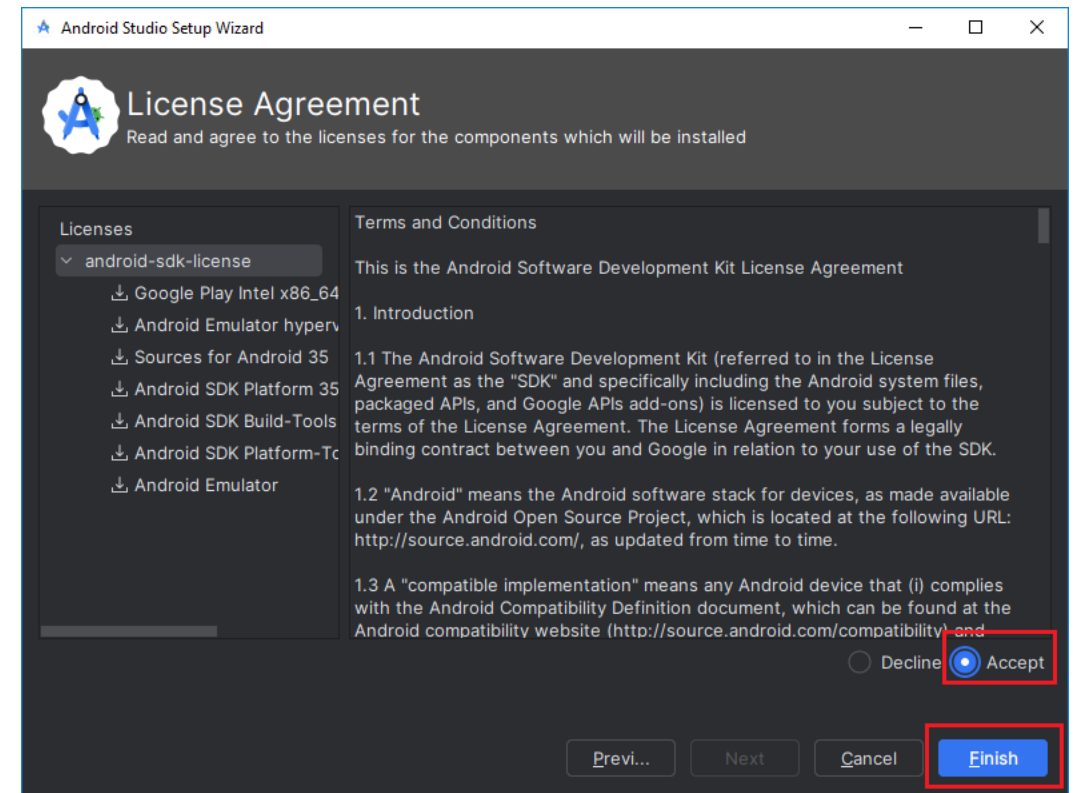 Android Studio Setup Wizard
License Agreement
Read and agree to the licenses for the components which will be installed
Licenses
android-sdk-license
Google Play Intel x86_64
Android Emulator hyperv
Sources for Android 35
Android SDK Platform 35
Android SDK Build-Tools
Android SDK Platform-To
Android Emulator
Terms and Conditions
This is the Android Software Development Kit License Agreement
1. Introduction
1.1 The Android Software Development Kit (referred to in the License
Agreement as the "SDK" and specifically including the Android system files,
packaged APIs, and Google APIs add-ons) is licensed to you subject to the
terms of the License Agreement. The License Agreement forms a legally
binding contract between you and Google in relation to your use of the SDK.
1.2 "Android" means the Android software stack for devices, as made available
under the Android Open Source Project, which is located at the following URL:
http://source.android.com/, as updated from time to time.
1.3 A "compatible implementation" means any Android device that (i) complies
with the Android Compatibility Definition document, which can be found at the
Android compatibility website (http://source.android.com/compatibility) and
Decline
Accept
Previ...
Next
Cancel
Finish